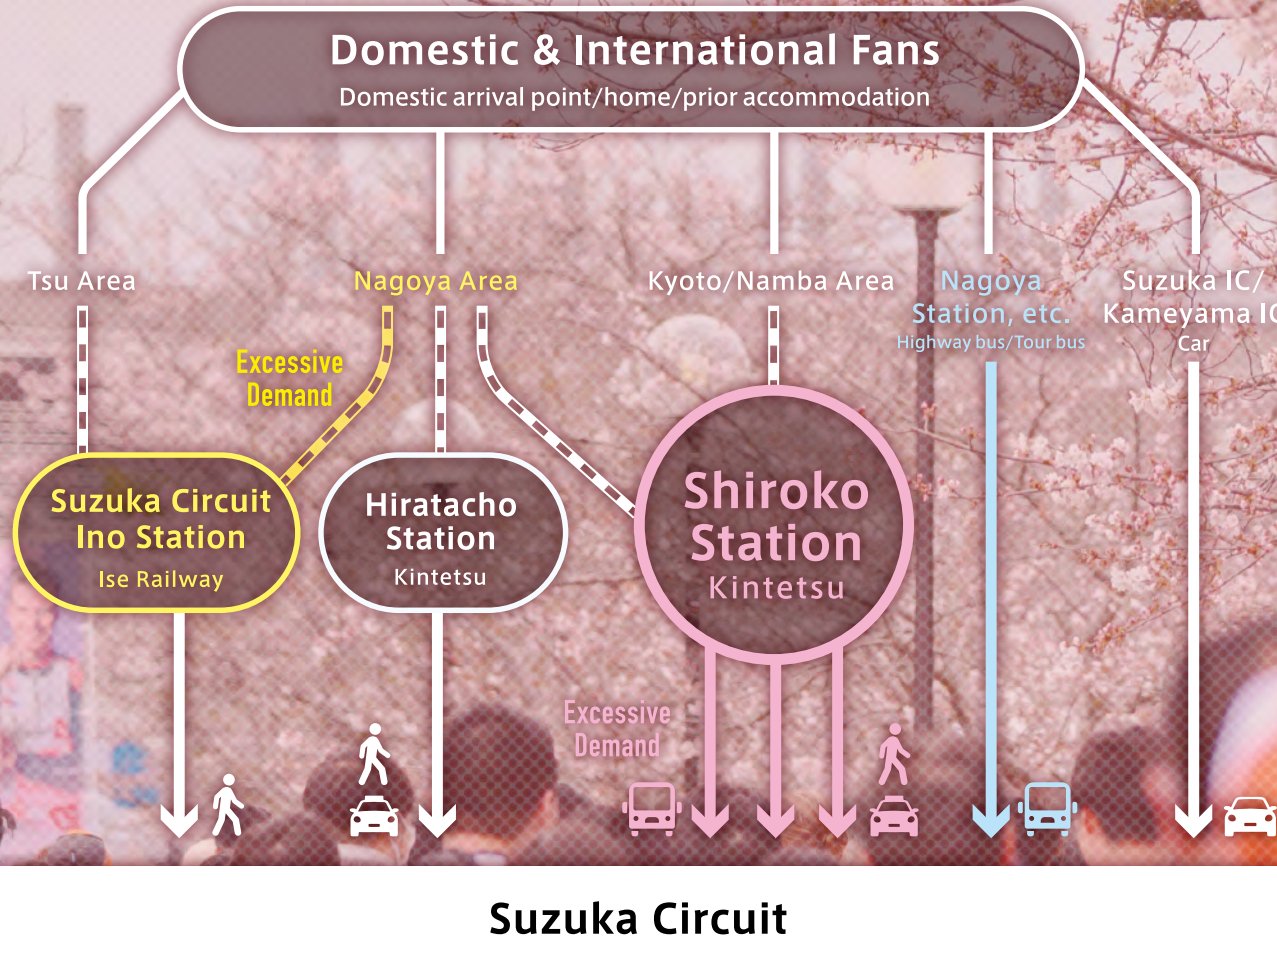 Domestic & International Fans
Domestic arrival point/home/prior accommodation
Tsu Area
Nagoya Area
Kyoto/Namba Area
Nagoya
Station, etc.
Highway bus/Tour bus
Suzuka IC/
Kameyama IC
Car
Excessive
Demand
Suzuka Circuit
Ino Station
Ise Railway
Hiratacho
Station
Kintetsu
Shiroko
Station
Kintetsu
Excessive
Demand
Suzuka Circuit